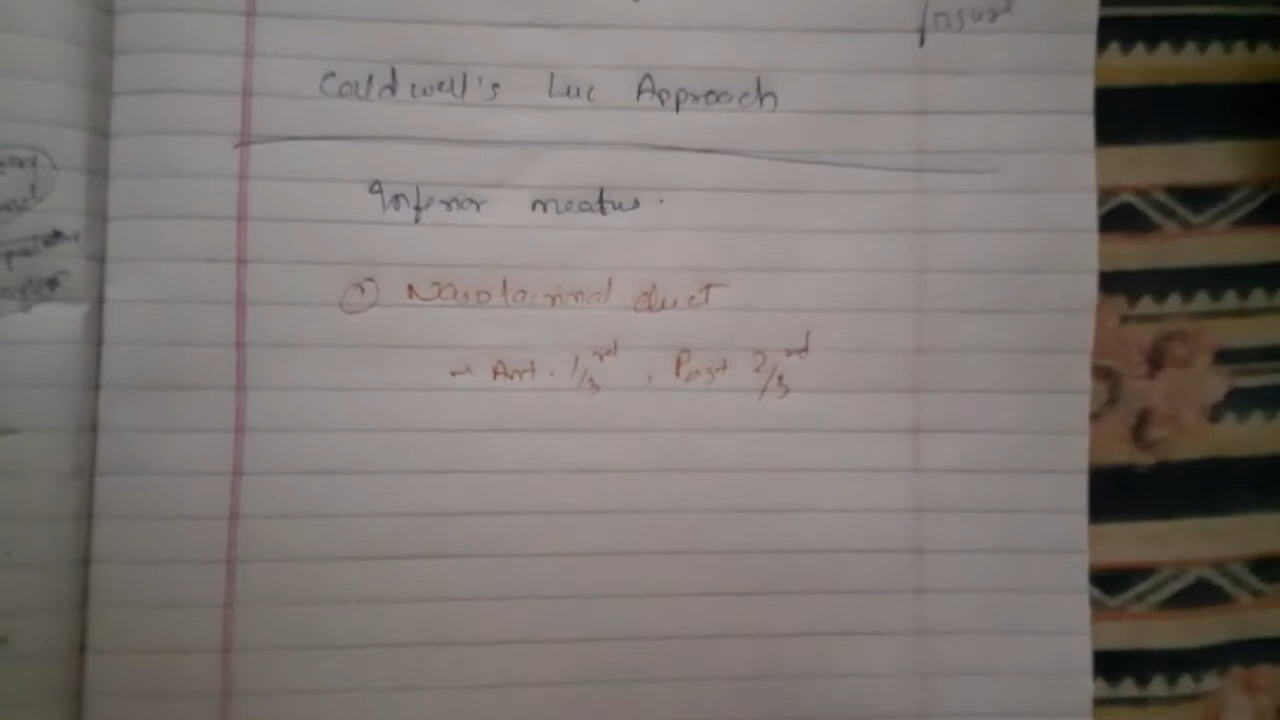 Caldwell's Luc Approach
Inferior meatus.
① Nasolacrimal duct
→ Ant. 1/3rd, Post 2/3rd